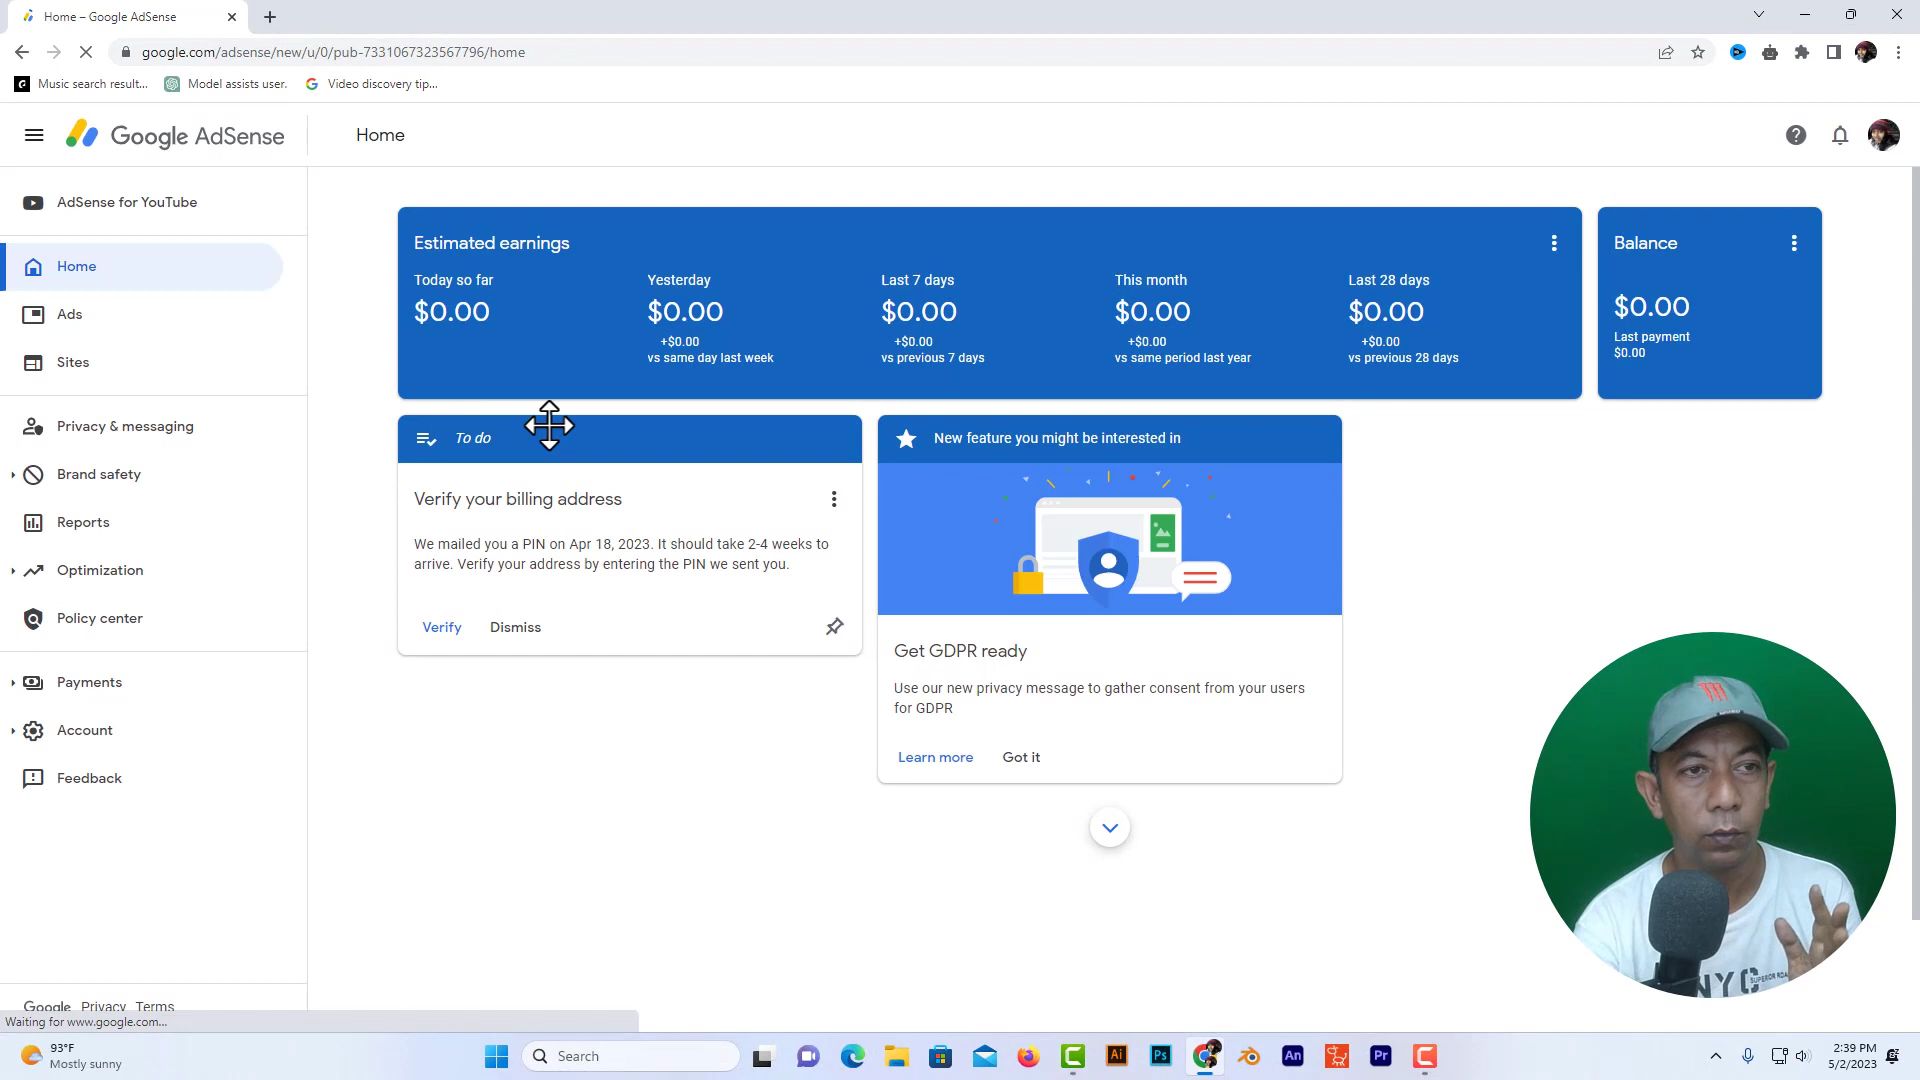 Home – Google AdSense
google.com/adsense/new/u/0/pub-7331067323567796/home
Music search result...
Model assists user.
Video discovery tip...
Google AdSense
Home
AdSense for YouTube
Home
Ads
Sites
Privacy & messaging
Brand safety
Reports
Optimization
Policy center
Payments
Account
Feedback
Google Privacy Terms
Waiting for www.google.com...
Estimated earnings
Today so far
$0.00
Yesterday
$0.00
+$0.00
vs same day last week
Last 7 days
$0.00
+$0.00
vs previous 7 days
This month
$0.00
+$0.00
vs same period last year
Last 28 days
$0.00
+$0.00
vs previous 28 days
Balance
$0.00
Last payment
$0.00
To do
Verify your billing address
We mailed you a PIN on Apr 18, 2023. It should take 2-4 weeks to
arrive. Verify your address by entering the PIN we sent you.
Verify Dismiss
New feature you might be interested in
Get GDPR ready
Use our new privacy message to gather consent from your users
for GDPR
Learn more Got it
NYC
93°F
Mostly sunny
Search
Ai
Ps
An
Pr
2:39 PM
5/2/2023